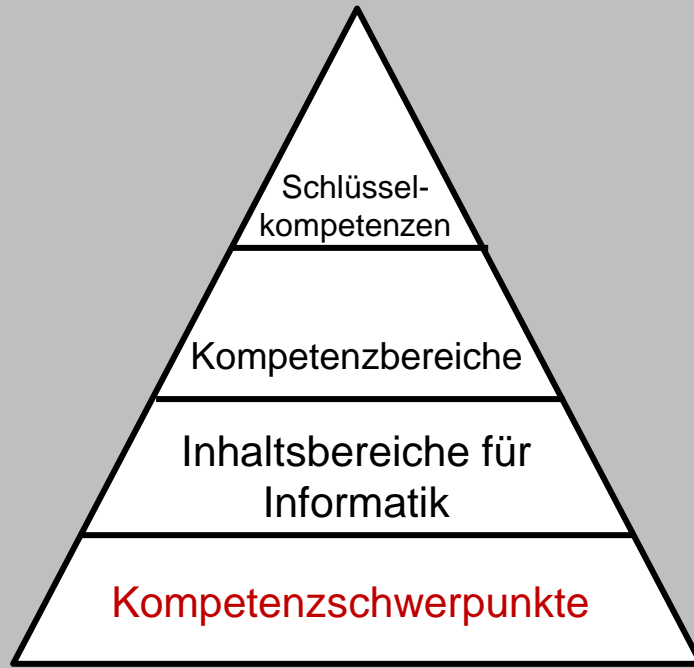 Schlüssel-
kompetenzen
Kompetenzbereiche
Inhaltsbereiche für
Informatik
Kompetenzschwerpunkte